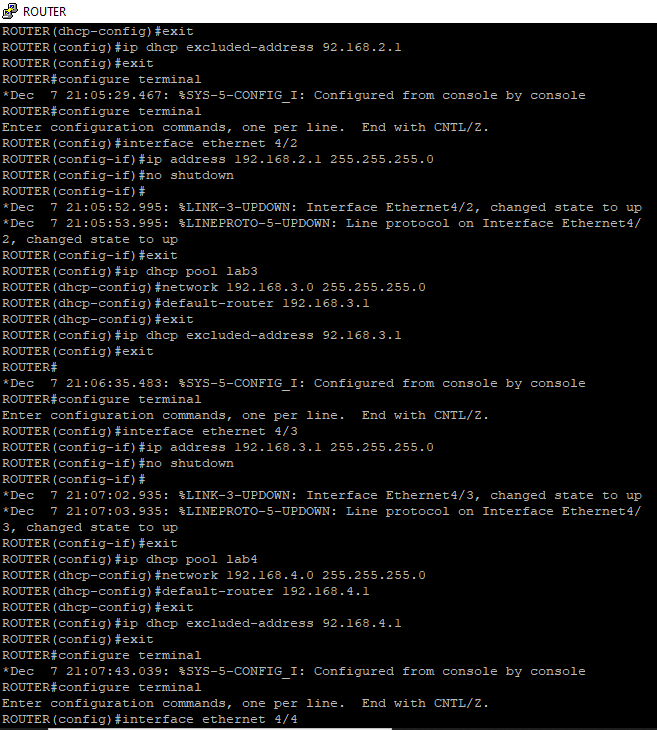 ROUTER
ROUTER(dhcp-config)#exit
ROUTER(config)#ip dhcp excluded-address 92.168.2.1
ROUTER(config)#exit
ROUTER#configure terminal
*Dec  7 21:05:29.467: %SYS-5-CONFIG_I: Configured from console by console
ROUTER#configure terminal
Enter configuration commands, one per line.  End with CNTL/Z.
ROUTER(config)#interface ethernet 4/2
ROUTER(config-if)#ip address 192.168.2.1 255.255.255.0
ROUTER(config-if)#no shutdown
ROUTER(config-if)#
*Dec  7 21:05:52.995: %LINK-3-UPDOWN: Interface Ethernet4/2, changed state to up
*Dec  7 21:05:53.995: %LINEPROTO-5-UPDOWN: Line protocol on Interface Ethernet4/
2, changed state to up
ROUTER(config-if)#exit
ROUTER(config)#ip dhcp pool lab3
ROUTER(dhcp-config)#network 192.168.3.0 255.255.255.0
ROUTER(dhcp-config)#default-router 192.168.3.1
ROUTER(dhcp-config)#exit
ROUTER(config)#ip dhcp excluded-address 92.168.3.1
ROUTER(config)#exit
ROUTER#
*Dec  7 21:06:35.483: %SYS-5-CONFIG_I: Configured from console by console
ROUTER#configure terminal
Enter configuration commands, one per line.  End with CNTL/Z.
ROUTER(config)#interface ethernet 4/3
ROUTER(config-if)#ip address 192.168.3.1 255.255.255.0
ROUTER(config-if)#no shutdown
ROUTER(config-if)#
*Dec  7 21:07:02.935: %LINK-3-UPDOWN: Interface Ethernet4/3, changed state to up
*Dec  7 21:07:03.935: %LINEPROTO-5-UPDOWN: Line protocol on Interface Ethernet4/
3, changed state to up
ROUTER(config-if)#exit
ROUTER(config)#ip dhcp pool lab4
ROUTER(dhcp-config)#network 192.168.4.0 255.255.255.0
ROUTER(dhcp-config)#default-router 192.168.4.1
ROUTER(dhcp-config)#exit
ROUTER(config)#ip dhcp excluded-address 92.168.4.1
ROUTER(config)#exit
ROUTER#configure terminal
*Dec  7 21:07:43.039: %SYS-5-CONFIG_I: Configured from console by console
ROUTER#configure terminal
Enter configuration commands, one per line.  End with CNTL/Z.
ROUTER(config)#interface ethernet 4/4